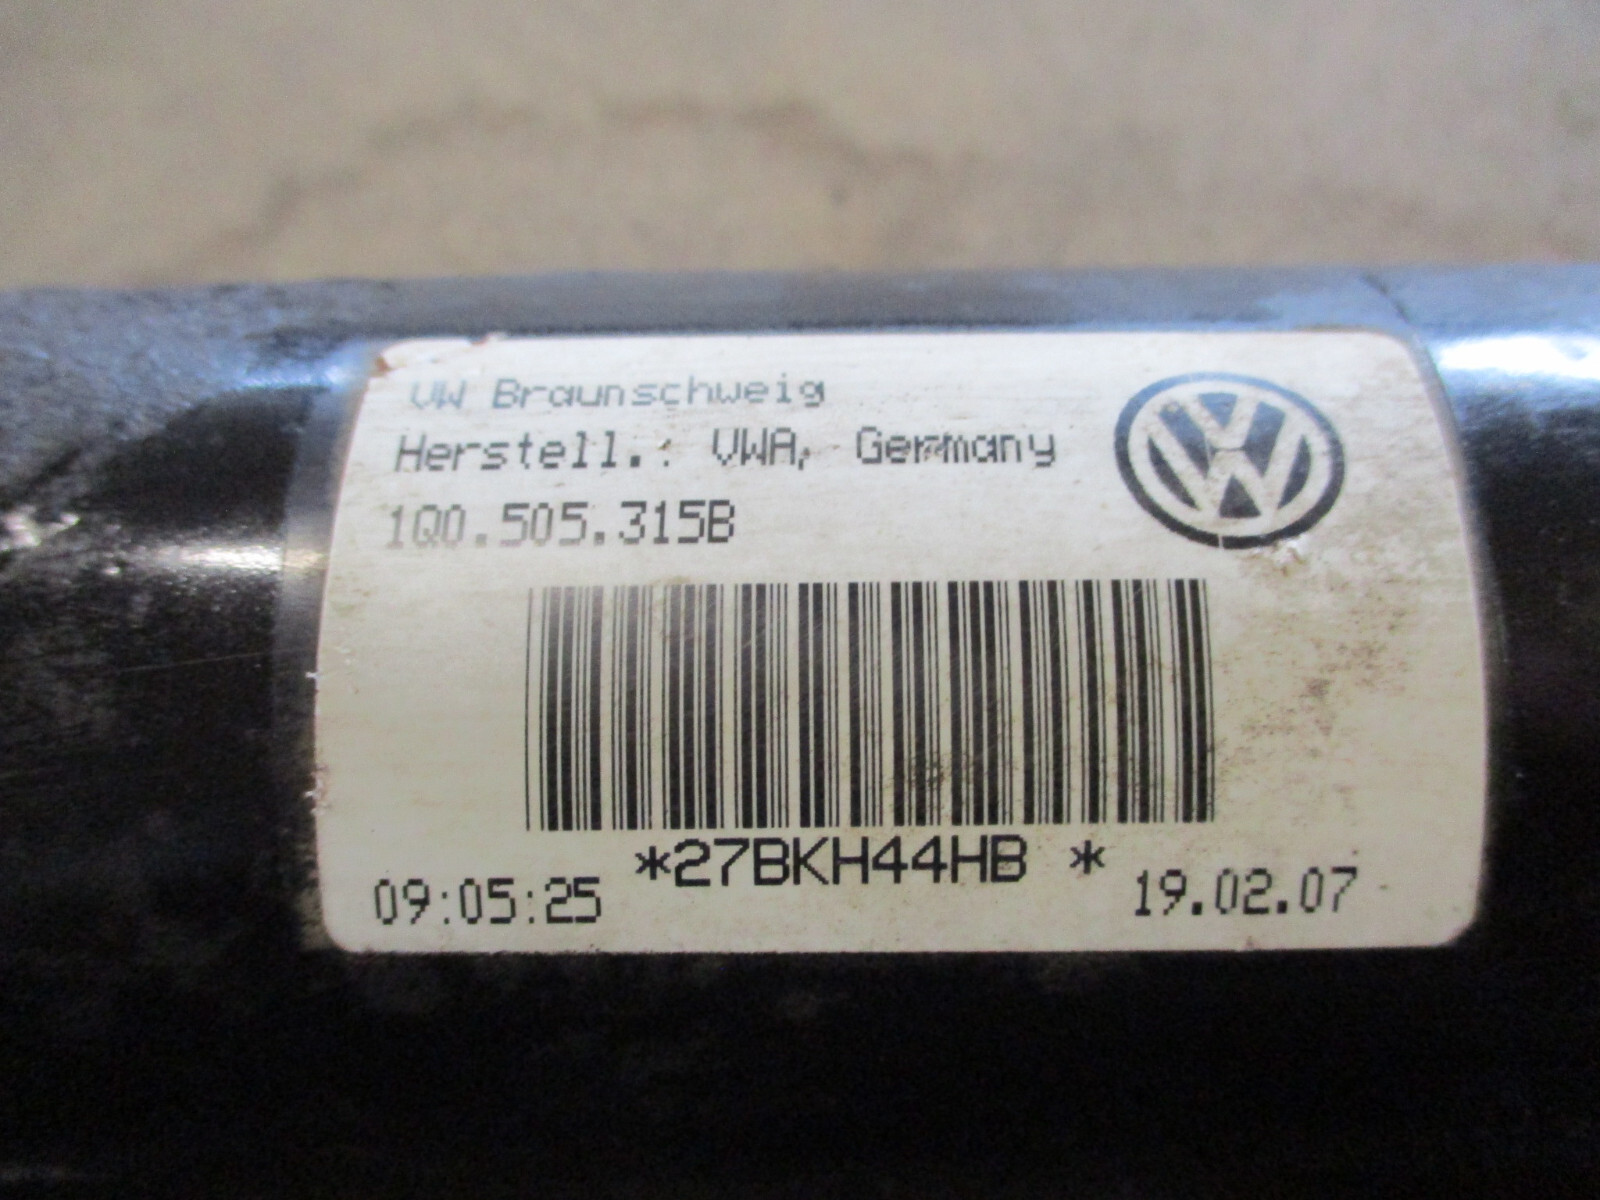 VW Braunschweig
Herstell.: VWA, Germany
1Q0.505.315B
*27BKH44HB *
09:05:25
19.02.07